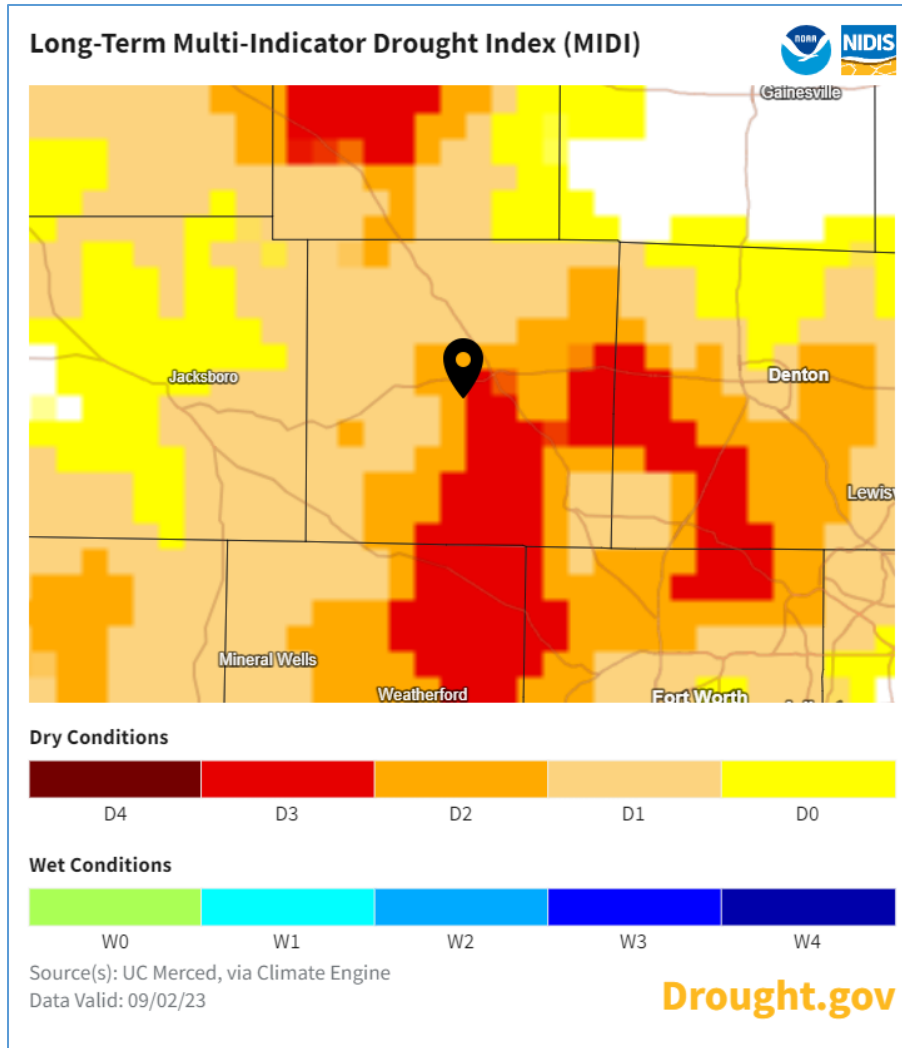 Long-Term Multi-Indicator Drought Index (MIDI)
NOAA
NIDIS
Gainesville
Jacksboro
Denton
Mineral Wells
Weatherford
Fort Worth
Dry Conditions
D4 D3 D2 D1 D0
Wet Conditions
W0 W1 W2 W3 W4
Source(s): UC Merced, via Climate Engine
Data Valid: 09/02/23
Drought.gov